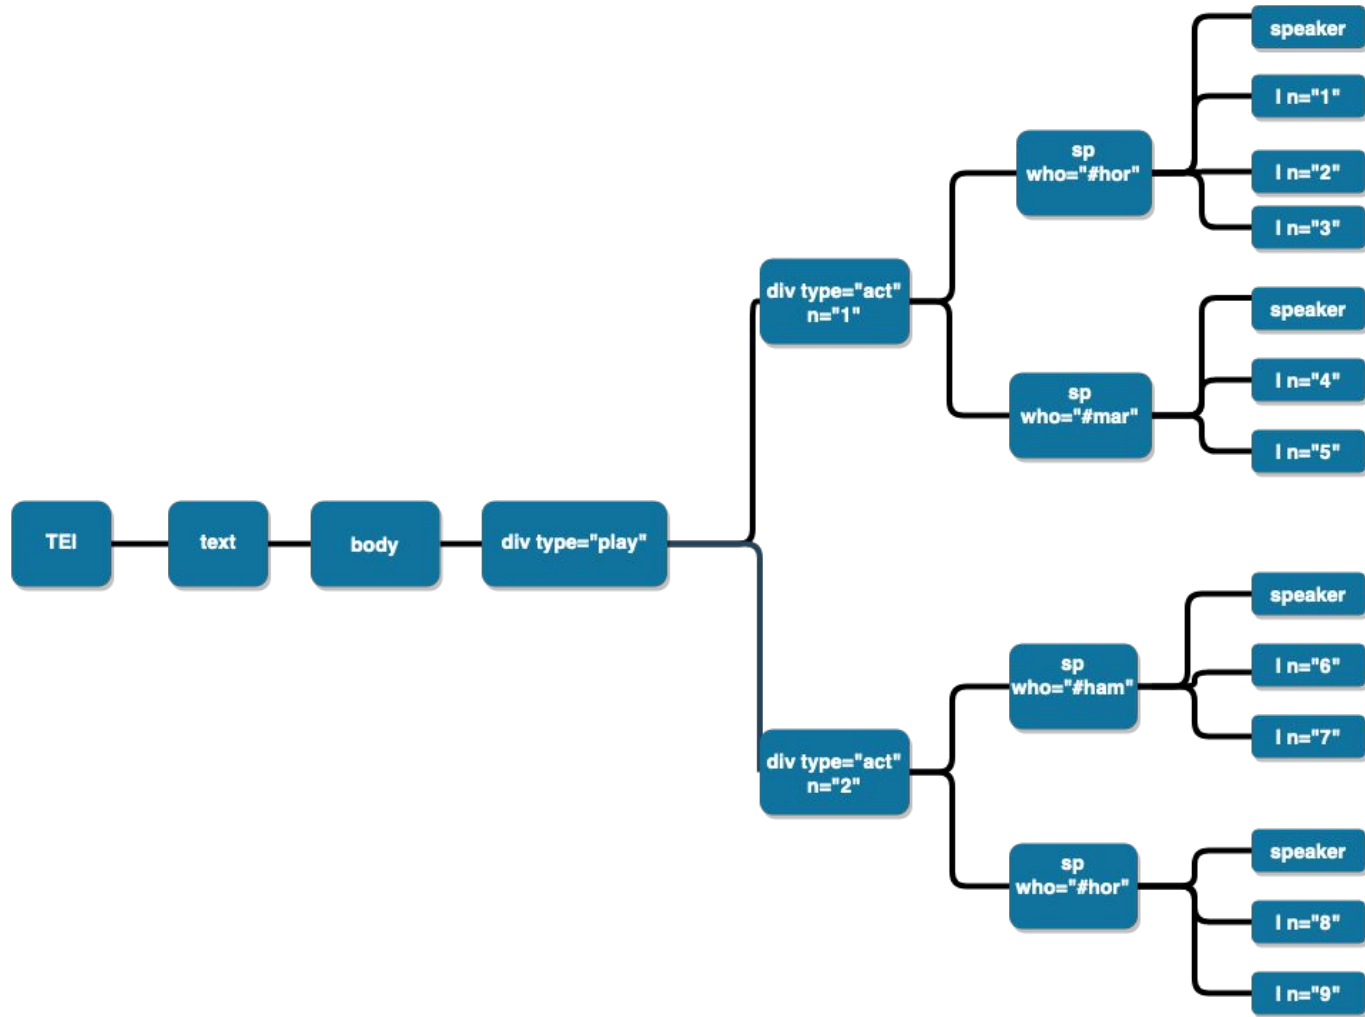 TEI
text
body
div type="play"
div type="act"
n="1"
sp
who="#hor"
speaker
l n="1"
l n="2"
l n="3"
sp
who="#mar"
speaker
l n="4"
l n="5"
div type="act"
n="2"
sp
who="#ham"
speaker
l n="6"
l n="7"
sp
who="#hor"
speaker
l n="8"
l n="9"